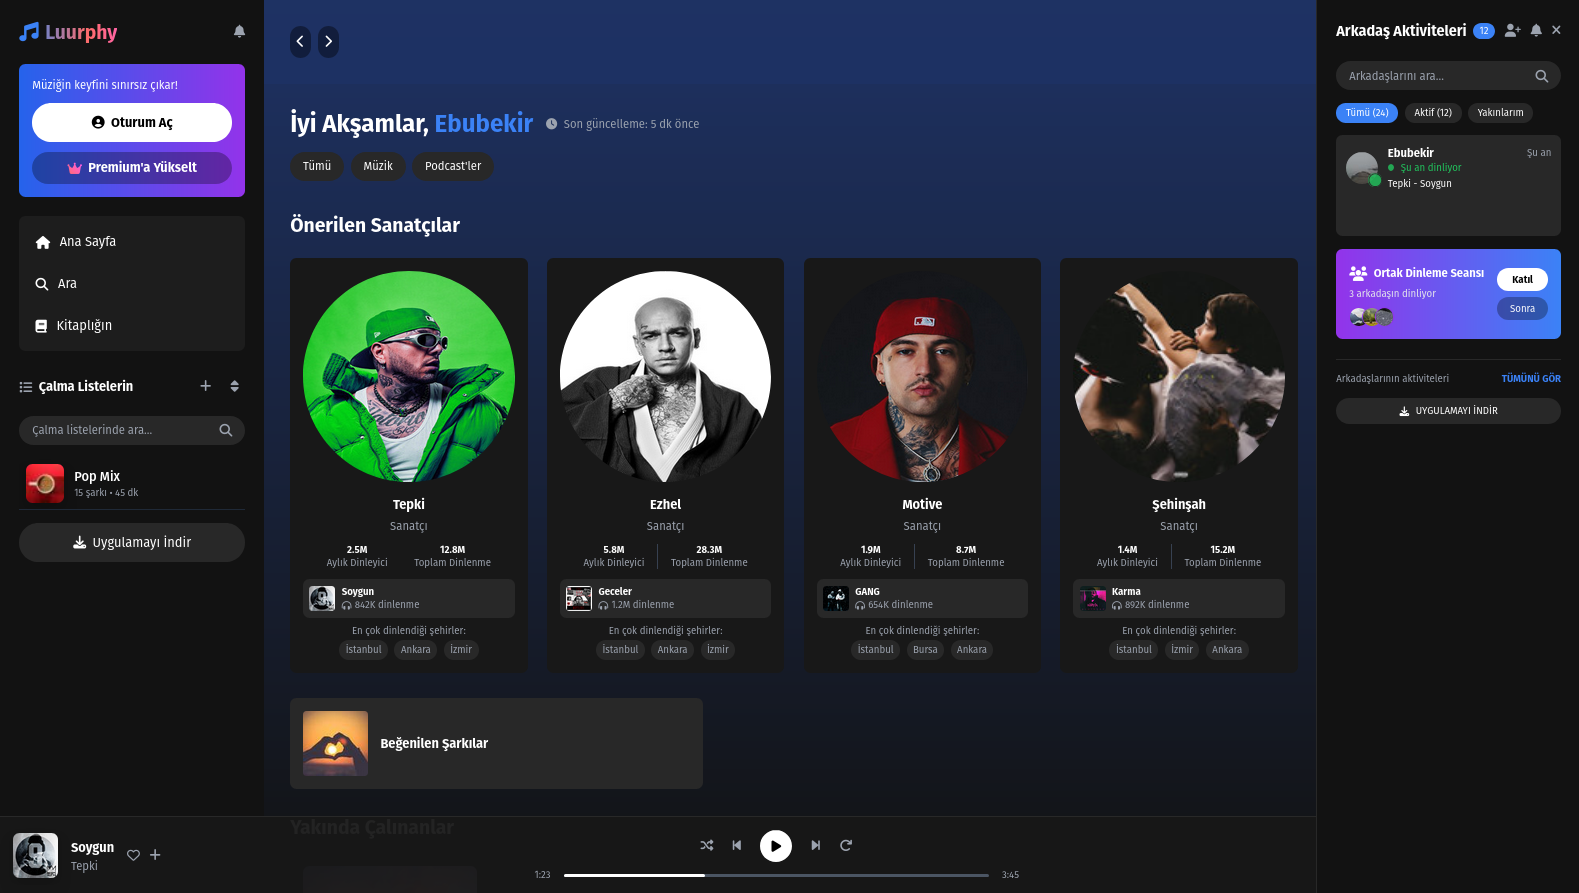 Luurphy
Müziğin keyfini sınırsız çıkar!
Oturum Aç
Premium'a Yükselt
Ana Sayfa
Ara
Kitaplığın
Çalma Listelerin
Çalma listelerinde ara...
Pop Mix
15 şarkı • 45 dk
Uygulamayı İndir
İyi Akşamlar, Ebubekir
Son güncelleme: 5 dk önce
Tümü
Müzik
Podcast'ler
Önerilen Sanatçılar
Tepki
Sanatçı
2.5M
Aylık Dinleyici
12.8M
Toplam Dinlenme
Soygun
842K dinlenme
En çok dinlendiği şehirler:
İstanbul
Ankara
İzmir
Ezhel
Sanatçı
5.8M
Aylık Dinleyici
28.3M
Toplam Dinlenme
Geceler
1.2M dinlenme
En çok dinlendiği şehirler:
İstanbul
Ankara
İzmir
Motive
Sanatçı
1.9M
Aylık Dinleyici
8.7M
Toplam Dinlenme
GANG
654K dinlenme
En çok dinlendiği şehirler:
İstanbul
Bursa
Ankara
Şehinşah
Sanatçı
1.4M
Aylık Dinleyici
15.2M
Toplam Dinlenme
Karma
892K dinlenme
En çok dinlendiği şehirler:
İstanbul
İzmir
Ankara
Beğenilen Şarkılar
Yakında Çalınanlar
Arkadaş Aktiviteleri
12
Arkadaşlarını ara...
Tümü (24)
Aktif (12)
Yakınlarım
Ebubekir
Şu an
Şu an dinliyor
Tepki - Soygun
Ortak Dinleme Seansı
3 arkadaşın dinliyor
Katıl
Sonra
Arkadaşlarının aktiviteleri
TÜMÜNÜ GÖR
UYGULAMAYI İNDİR
Soygun
Tepki
1:23
3:45